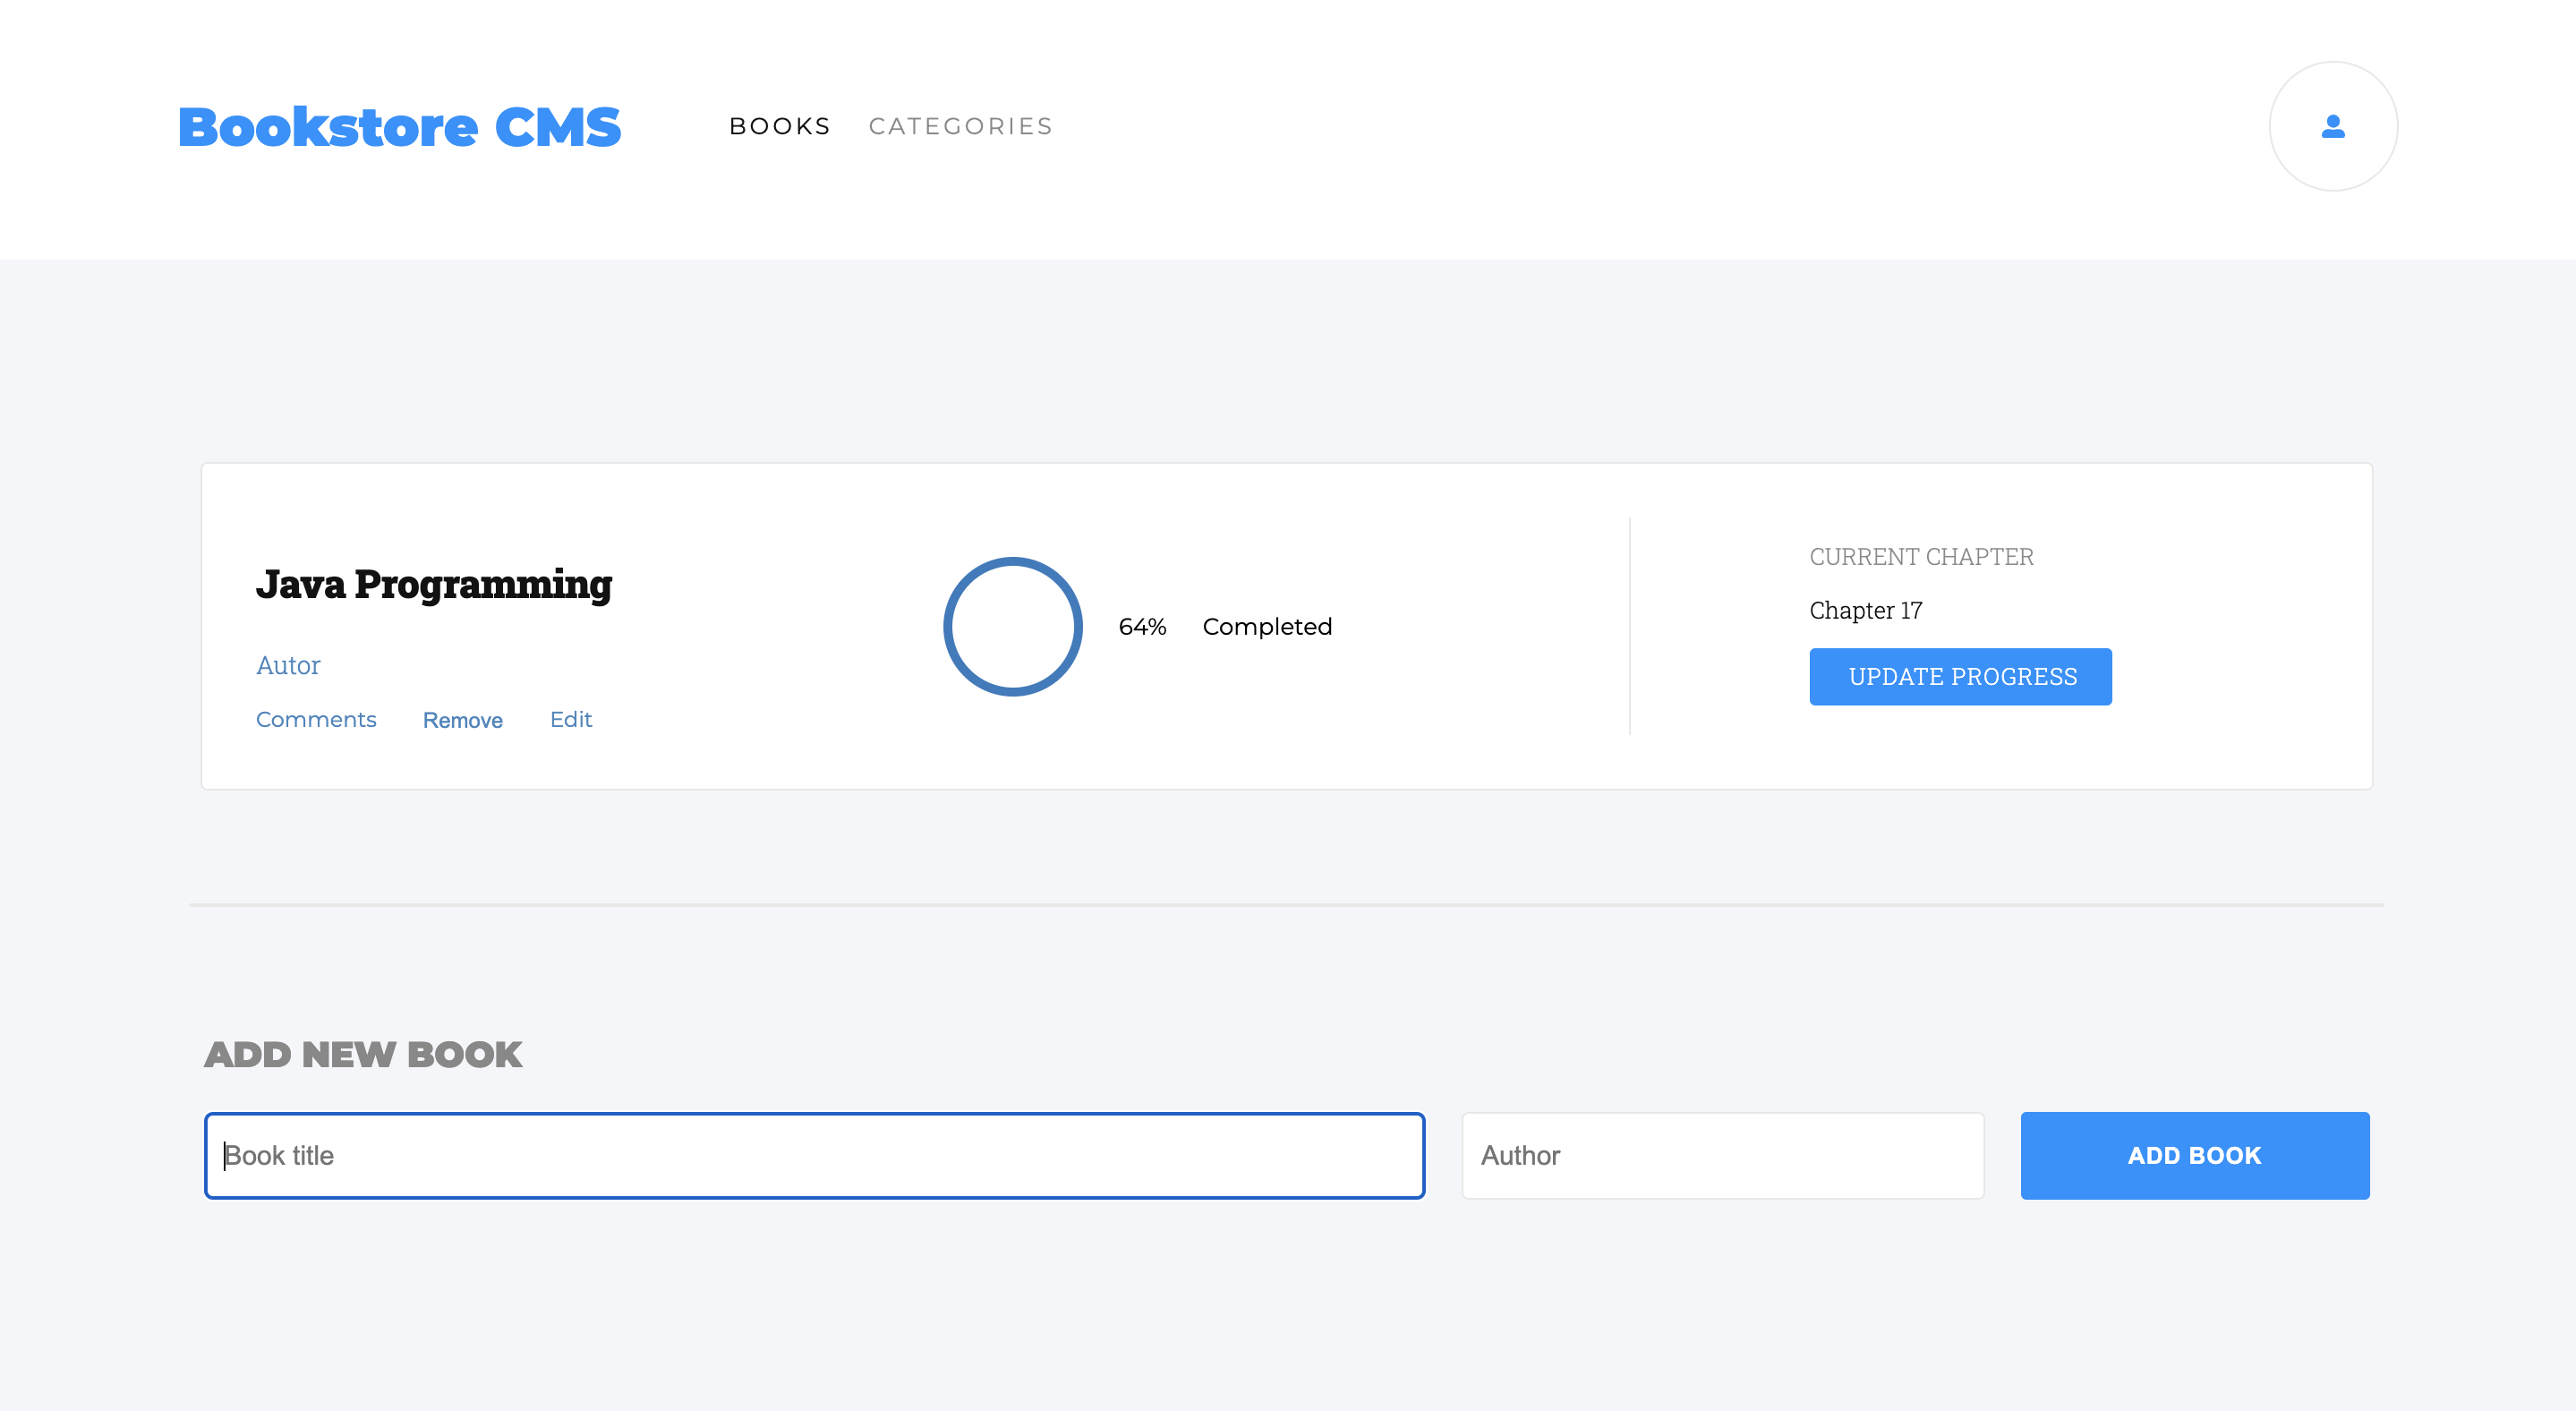 Bookstore CMS
BOOKS CATEGORIES
Java Programming
Autor
Comments Remove Edit
64% Completed
CURRENT CHAPTER
Chapter 17
UPDATE PROGRESS
ADD NEW BOOK
Book title
Author
ADD BOOK